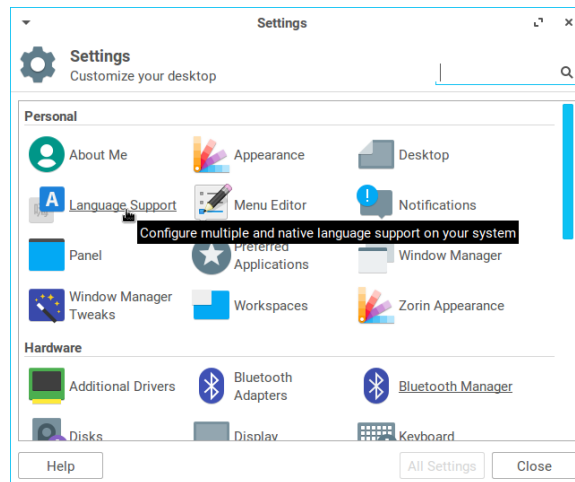 Settings
Settings
Customize your desktop
Personal
About Me
Appearance
Desktop
Language Support
Menu Editor
Notifications
Configure multiple and native language support on your system
Panel
Preferred
Applications
Window Manager
Window Manager
Tweaks
Workspaces
Zorin Appearance
Hardware
Additional Drivers
Bluetooth
Adapters
Bluetooth Manager
Disks
Display
Keyboard
Help
All Settings
Close